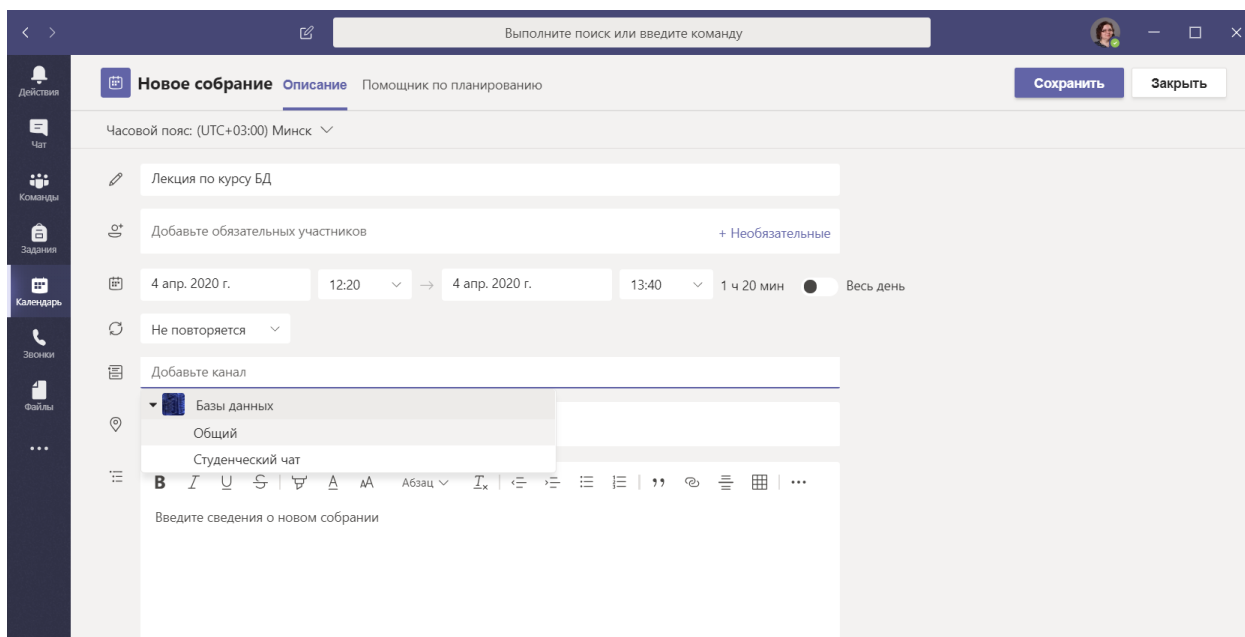 Выполните поиск или введите команду
Действия
Чат
Команды
Задания
Календарь
Звонки
Файлы
Новое собрание Описание Помощник по планированию Сохранить Закрыть
Часовой пояс: (UTC+03:00) Минск
Лекция по курсу БД
Добавьте обязательных участников + Необязательные
4 апр. 2020 г. 12:20 → 4 апр. 2020 г. 13:40 1 ч 20 мин Весь день
Не повторяется
Добавьте канал
Базы данных
Общий
Студенческий чат
B I U S A AA Абзац Tx
Введите сведения о новом собрании